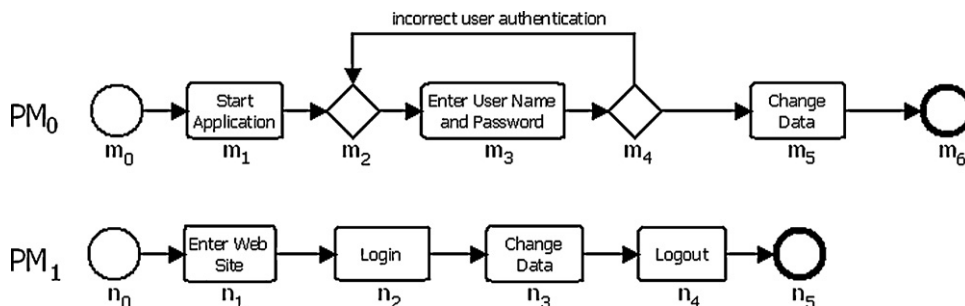 incorrect user authentication
PM0
Start
Application
Enter User Name
and Password
Change
Data
m0
m1
m2
m3
m4
m5
m6
PM1
Enter Web
Site
Login
Change
Data
Logout
n0
n1
n2
n3
n4
n5